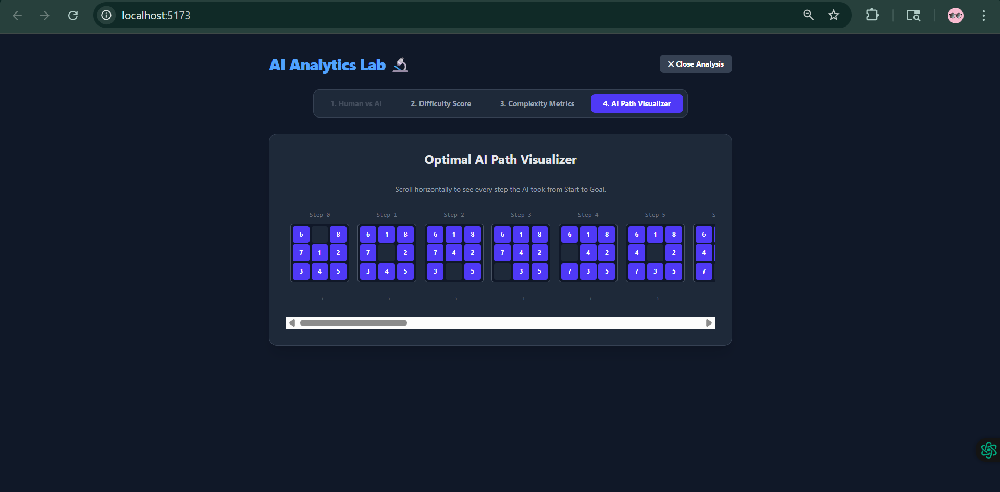 localhost:5173
AI Analytics Lab
✕ Close Analysis
1. Human vs AI
2. Difficulty Score
3. Complexity Metrics
4. AI Path Visualizer
Optimal AI Path Visualizer
Scroll horizontally to see every step the AI took from Start to Goal.
Step 0
6 8
7 1 2
3 4 5
→
Step 1
6 1 8
7 2
3 4 5
→
Step 2
6 1 8
7 4 2
3 5
→
Step 3
6 1 8
7 4 2
3 5
→
Step 4
6 1 8
4 2
7 3 5
→
Step 5
6 1 8
4 2
7 3 5
→
S
6
4
7